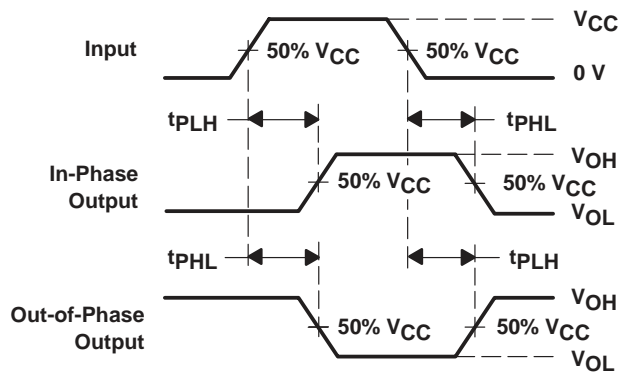 VCC
Input
50% VCC
50% VCC
0 V
tPLH
tPHL
VOH
In-Phase
Output
50% VCC
50% VCC
VOL
tPHL
tPLH
VOH
Out-of-Phase
Output
50% VCC
50% VCC
VOL